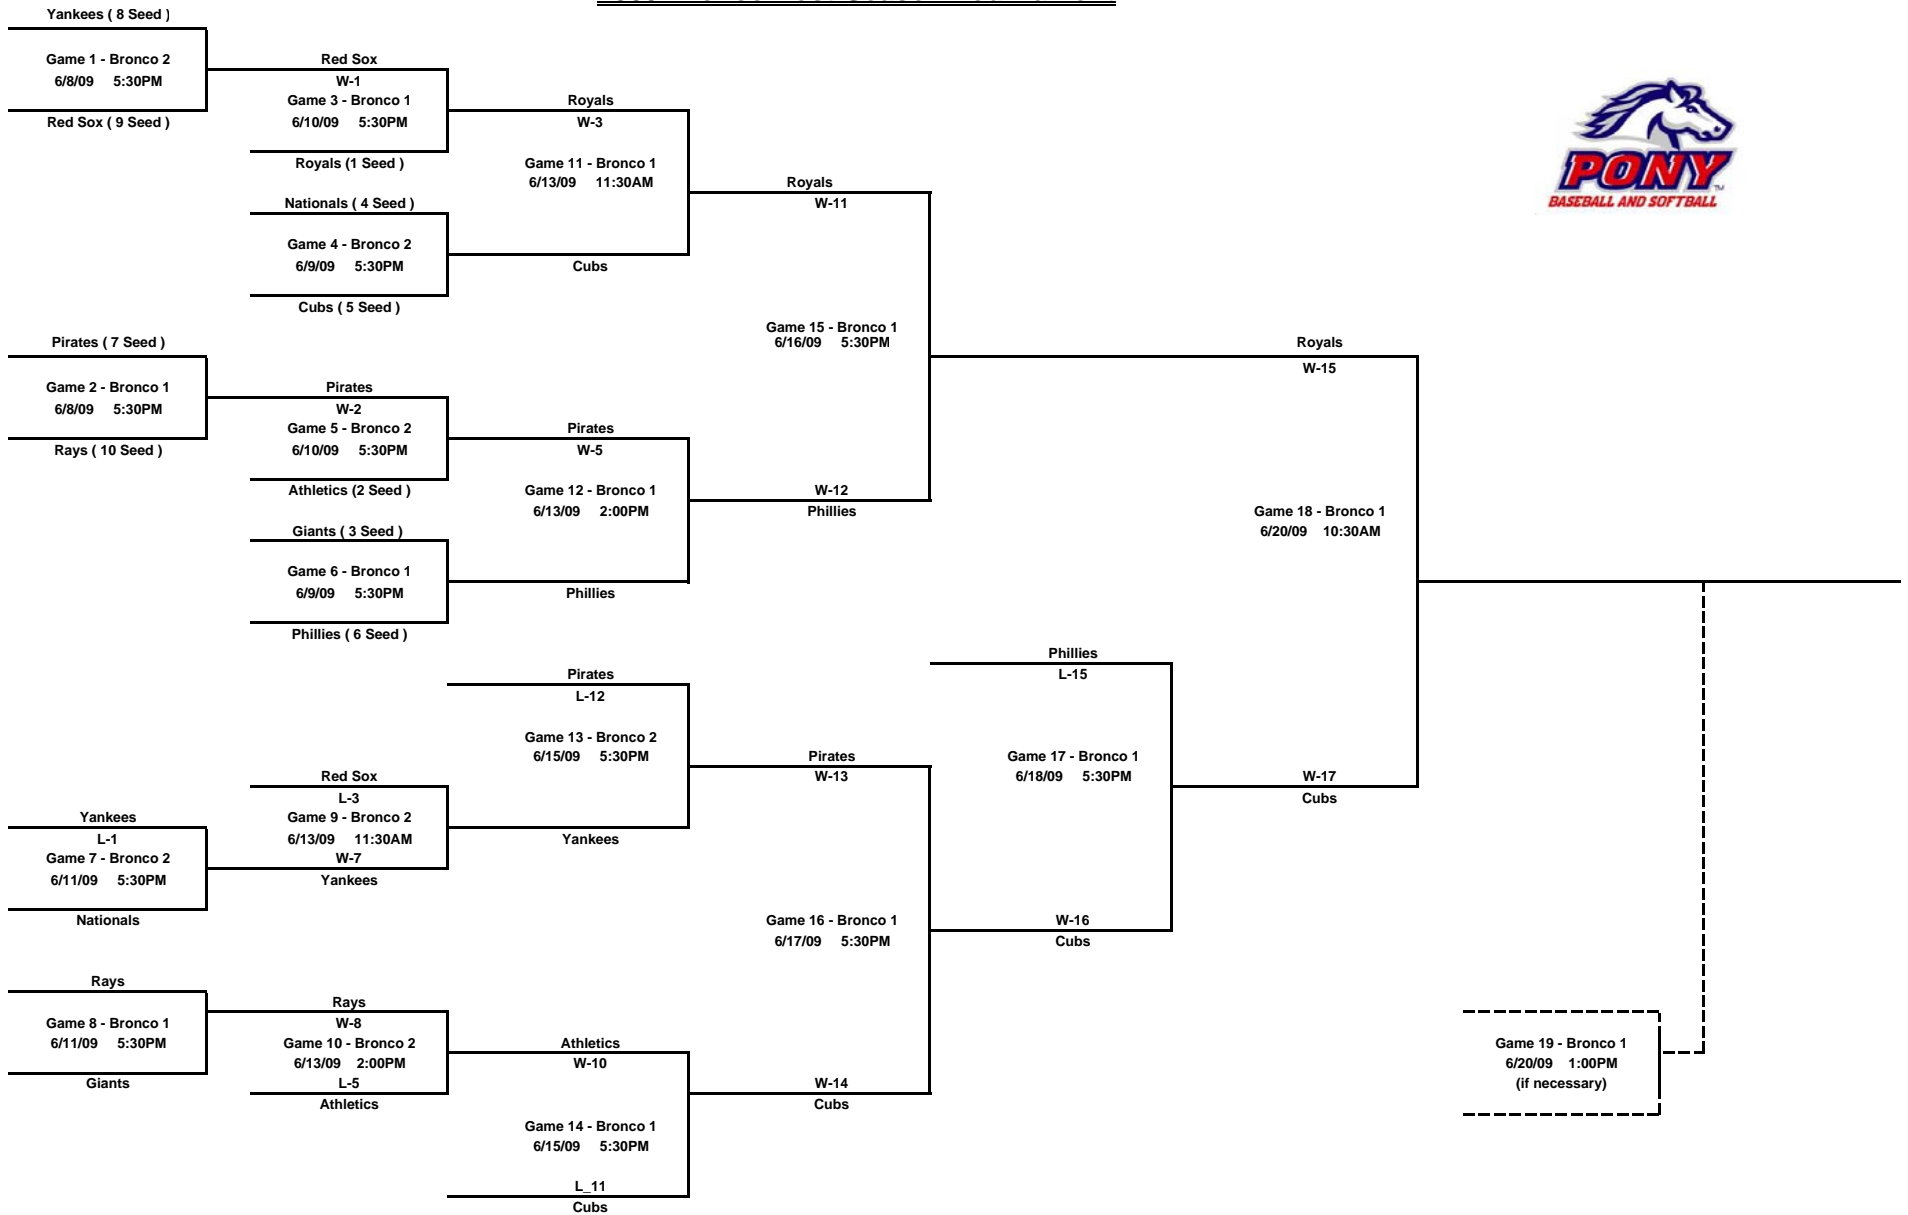 Yankees ( 8 Seed )
Game 1 - Bronco 2
6/8/09 5:30PM
Red Sox ( 9 Seed )
Red Sox
W-1
Game 3 - Bronco 1
6/10/09 5:30PM
Royals (1 Seed )
Royals
W-3
Game 11 - Bronco 1
6/13/09 11:30AM
Nationals ( 4 Seed )
Game 4 - Bronco 2
6/9/09 5:30PM
Cubs ( 5 Seed )
Cubs
Royals
W-11
Game 15 - Bronco 1
6/16/09 5:30PM
Pirates ( 7 Seed )
Game 2 - Bronco 1
6/8/09 5:30PM
Rays ( 10 Seed )
Pirates
W-2
Game 5 - Bronco 2
6/10/09 5:30PM
Athletics (2 Seed )
Pirates
W-5
Game 12 - Bronco 1
6/13/09 2:00PM
Giants ( 3 Seed )
Game 6 - Bronco 1
6/9/09 5:30PM
Phillies ( 6 Seed )
Phillies
W-12
Phillies
Royals
W-15
Game 18 - Bronco 1
6/20/09 10:30AM
PONY
TM
BASEBALL AND SOFTBALL
Pirates
L-12
Game 13 - Bronco 2
6/15/09 5:30PM
Red Sox
L-3
Game 9 - Bronco 2
6/13/09 11:30AM
W-7
Yankees
Yankees
Yankees
L-1
Game 7 - Bronco 2
6/11/09 5:30PM
Nationals
Pirates
W-13
Game 16 - Bronco 1
6/17/09 5:30PM
Phillies
L-15
Game 17 - Bronco 1
6/18/09 5:30PM
W-16
Cubs
W-17
Cubs
Rays
Game 8 - Bronco 1
6/11/09 5:30PM
Giants
Rays
W-8
Game 10 - Bronco 2
6/13/09 2:00PM
L-5
Athletics
Athletics
W-10
Game 14 - Bronco 1
6/15/09 5:30PM
L_11
Cubs
W-14
Cubs
Game 19 - Bronco 1
6/20/09 1:00PM
(if necessary)